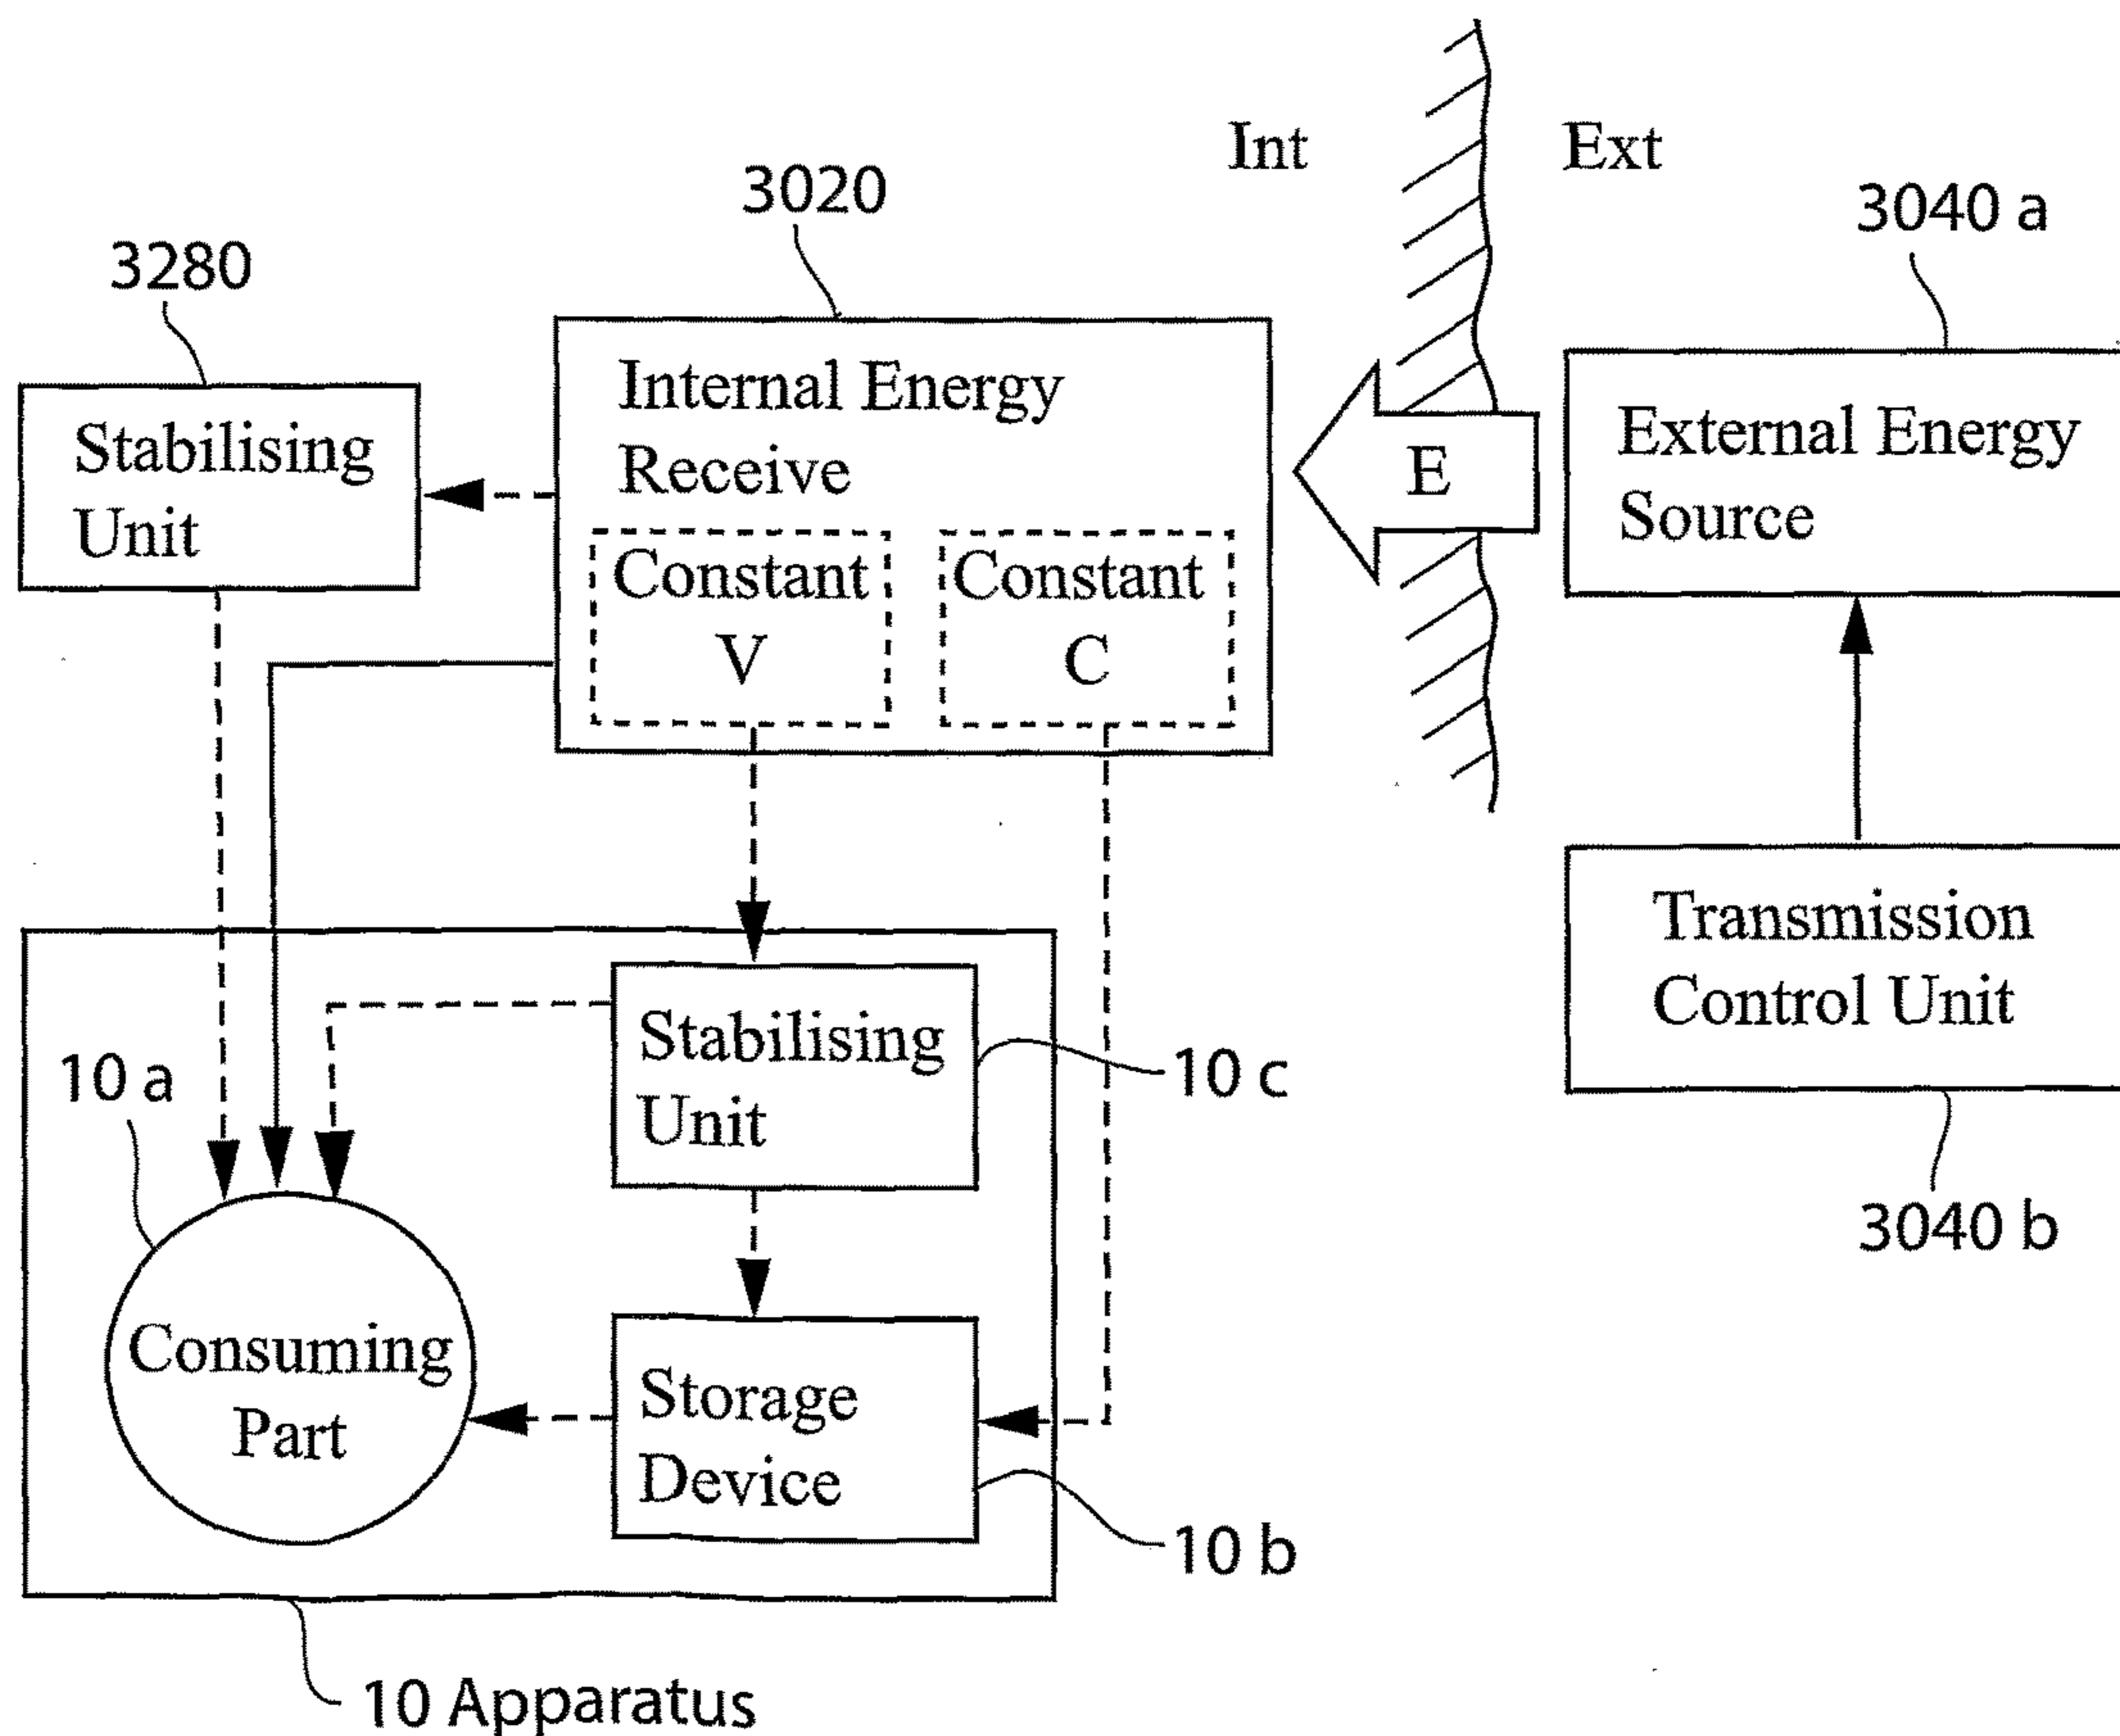 Int
Ext
3020
3040 a
3280
Internal Energy
Receive
Stabilising
Unit
E
External Energy
Source
Constant
V
Constant
C
Transmission
Control Unit
Stabilising
Unit
10 a
10 c
3040 b
Consuming
Part
Storage
Device
10 b
10 Apparatus